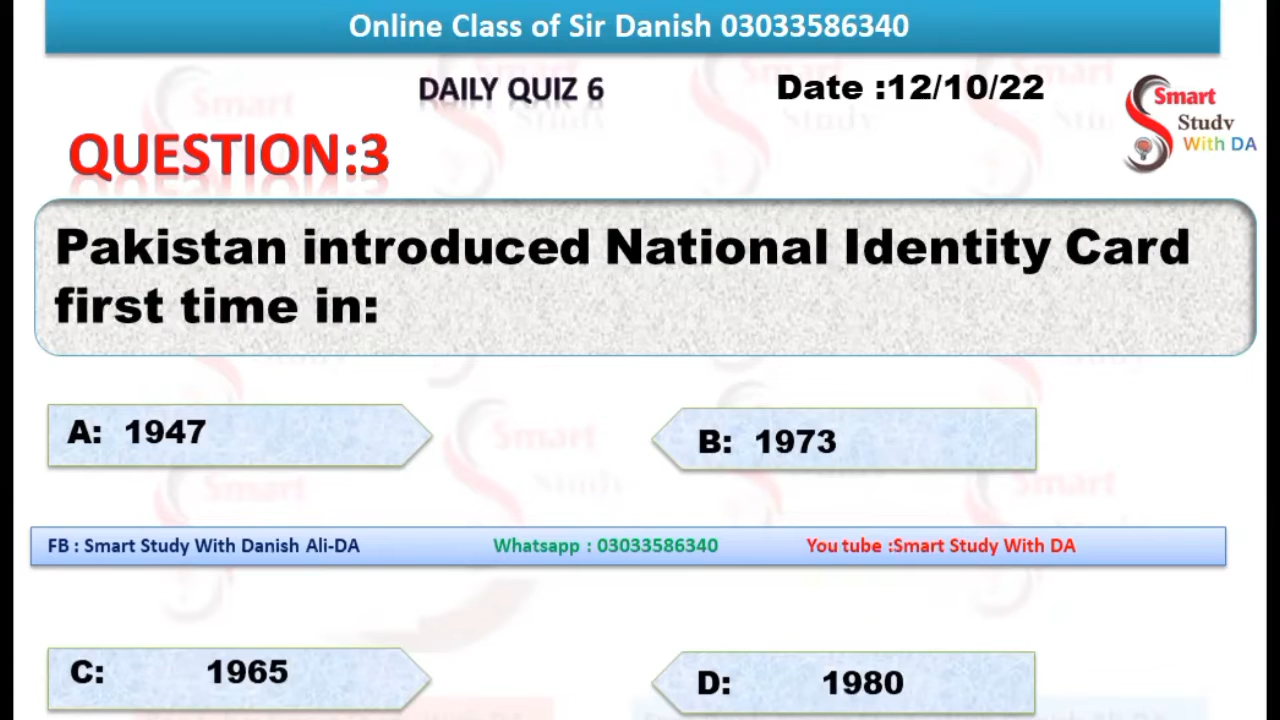 Online Class of Sir Danish 03033586340
DAILY QUIZ 6
Date :12/10/22
Smart
Study
With DA
QUESTION:3
Pakistan introduced National Identity Card
first time in:
A: 1947
B: 1973
FB : Smart Study With Danish Ali-DA
Whatsapp : 03033586340
You tube :Smart Study With DA
C: 1965
D: 1980